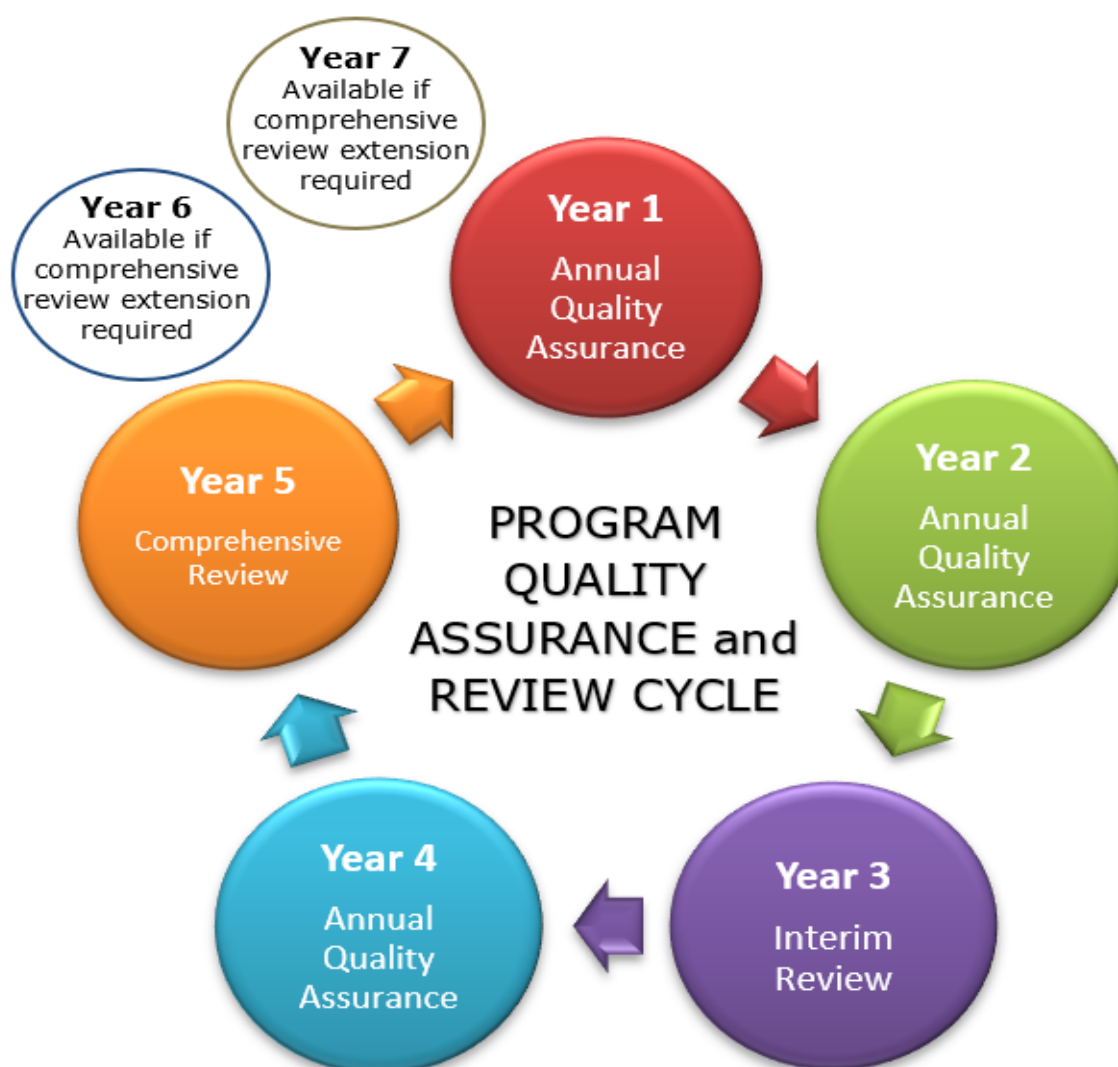 Year 7
Available if
comprehensive
review extension
required
Year 6
Available if
comprehensive
review extension
required
Year 1
Annual
Quality
Assurance
Year 2
Annual
Quality
Assurance
Year 3
Interim
Review
Year 4
Annual
Quality
Assurance
Year 5
Comprehensive
Review
PROGRAM
QUALITY
ASSURANCE and
REVIEW CYCLE